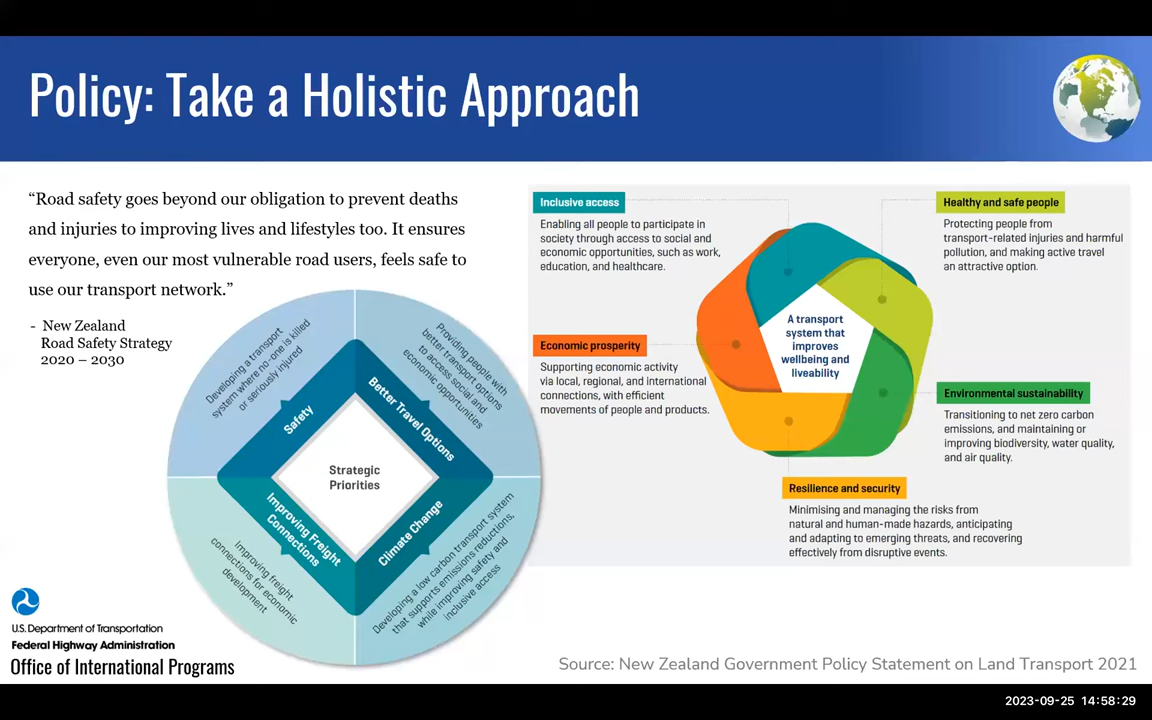 Policy: Take a Holistic Approach
“Road safety goes beyond our obligation to prevent deaths
and injuries to improving lives and lifestyles too. It ensures
everyone, even our most vulnerable road users, feels safe to
use our transport network.”
- New Zealand
Road Safety Strategy
2020 – 2030
Developing a transport
system where no-one is killed
or seriously injured
Safety
Providing people with
better transport options
to access social and
economic opportunities
Better Travel Options
Strategic
Priorities
Improving Freight
Connections
Improving freight
connections for economic
development
Climate Change
Developing a low carbon transport system
that supports emissions reductions,
while improving safety and
inclusive access
Inclusive access
Enabling all people to participate in
society through access to social and
economic opportunities, such as work,
education, and healthcare.
Healthy and safe people
Protecting people from
transport-related injuries and harmful
pollution, and making active travel
an attractive option.
A transport
system that
improves
wellbeing and
liveability
Economic prosperity
Supporting economic activity
via local, regional, and international
connections, with efficient
movements of people and products.
Environmental sustainability
Transitioning to net zero carbon
emissions, and maintaining or
improving biodiversity, water quality,
and air quality.
Resilience and security
Minimising and managing the risks from
natural and human-made hazards, anticipating
and adapting to emerging threats, and recovering
effectively from disruptive events.
U.S. Department of Transportation
Federal Highway Administration
Office of International Programs
Source: New Zealand Government Policy Statement on Land Transport 2021
2023-09-25 14:58:29